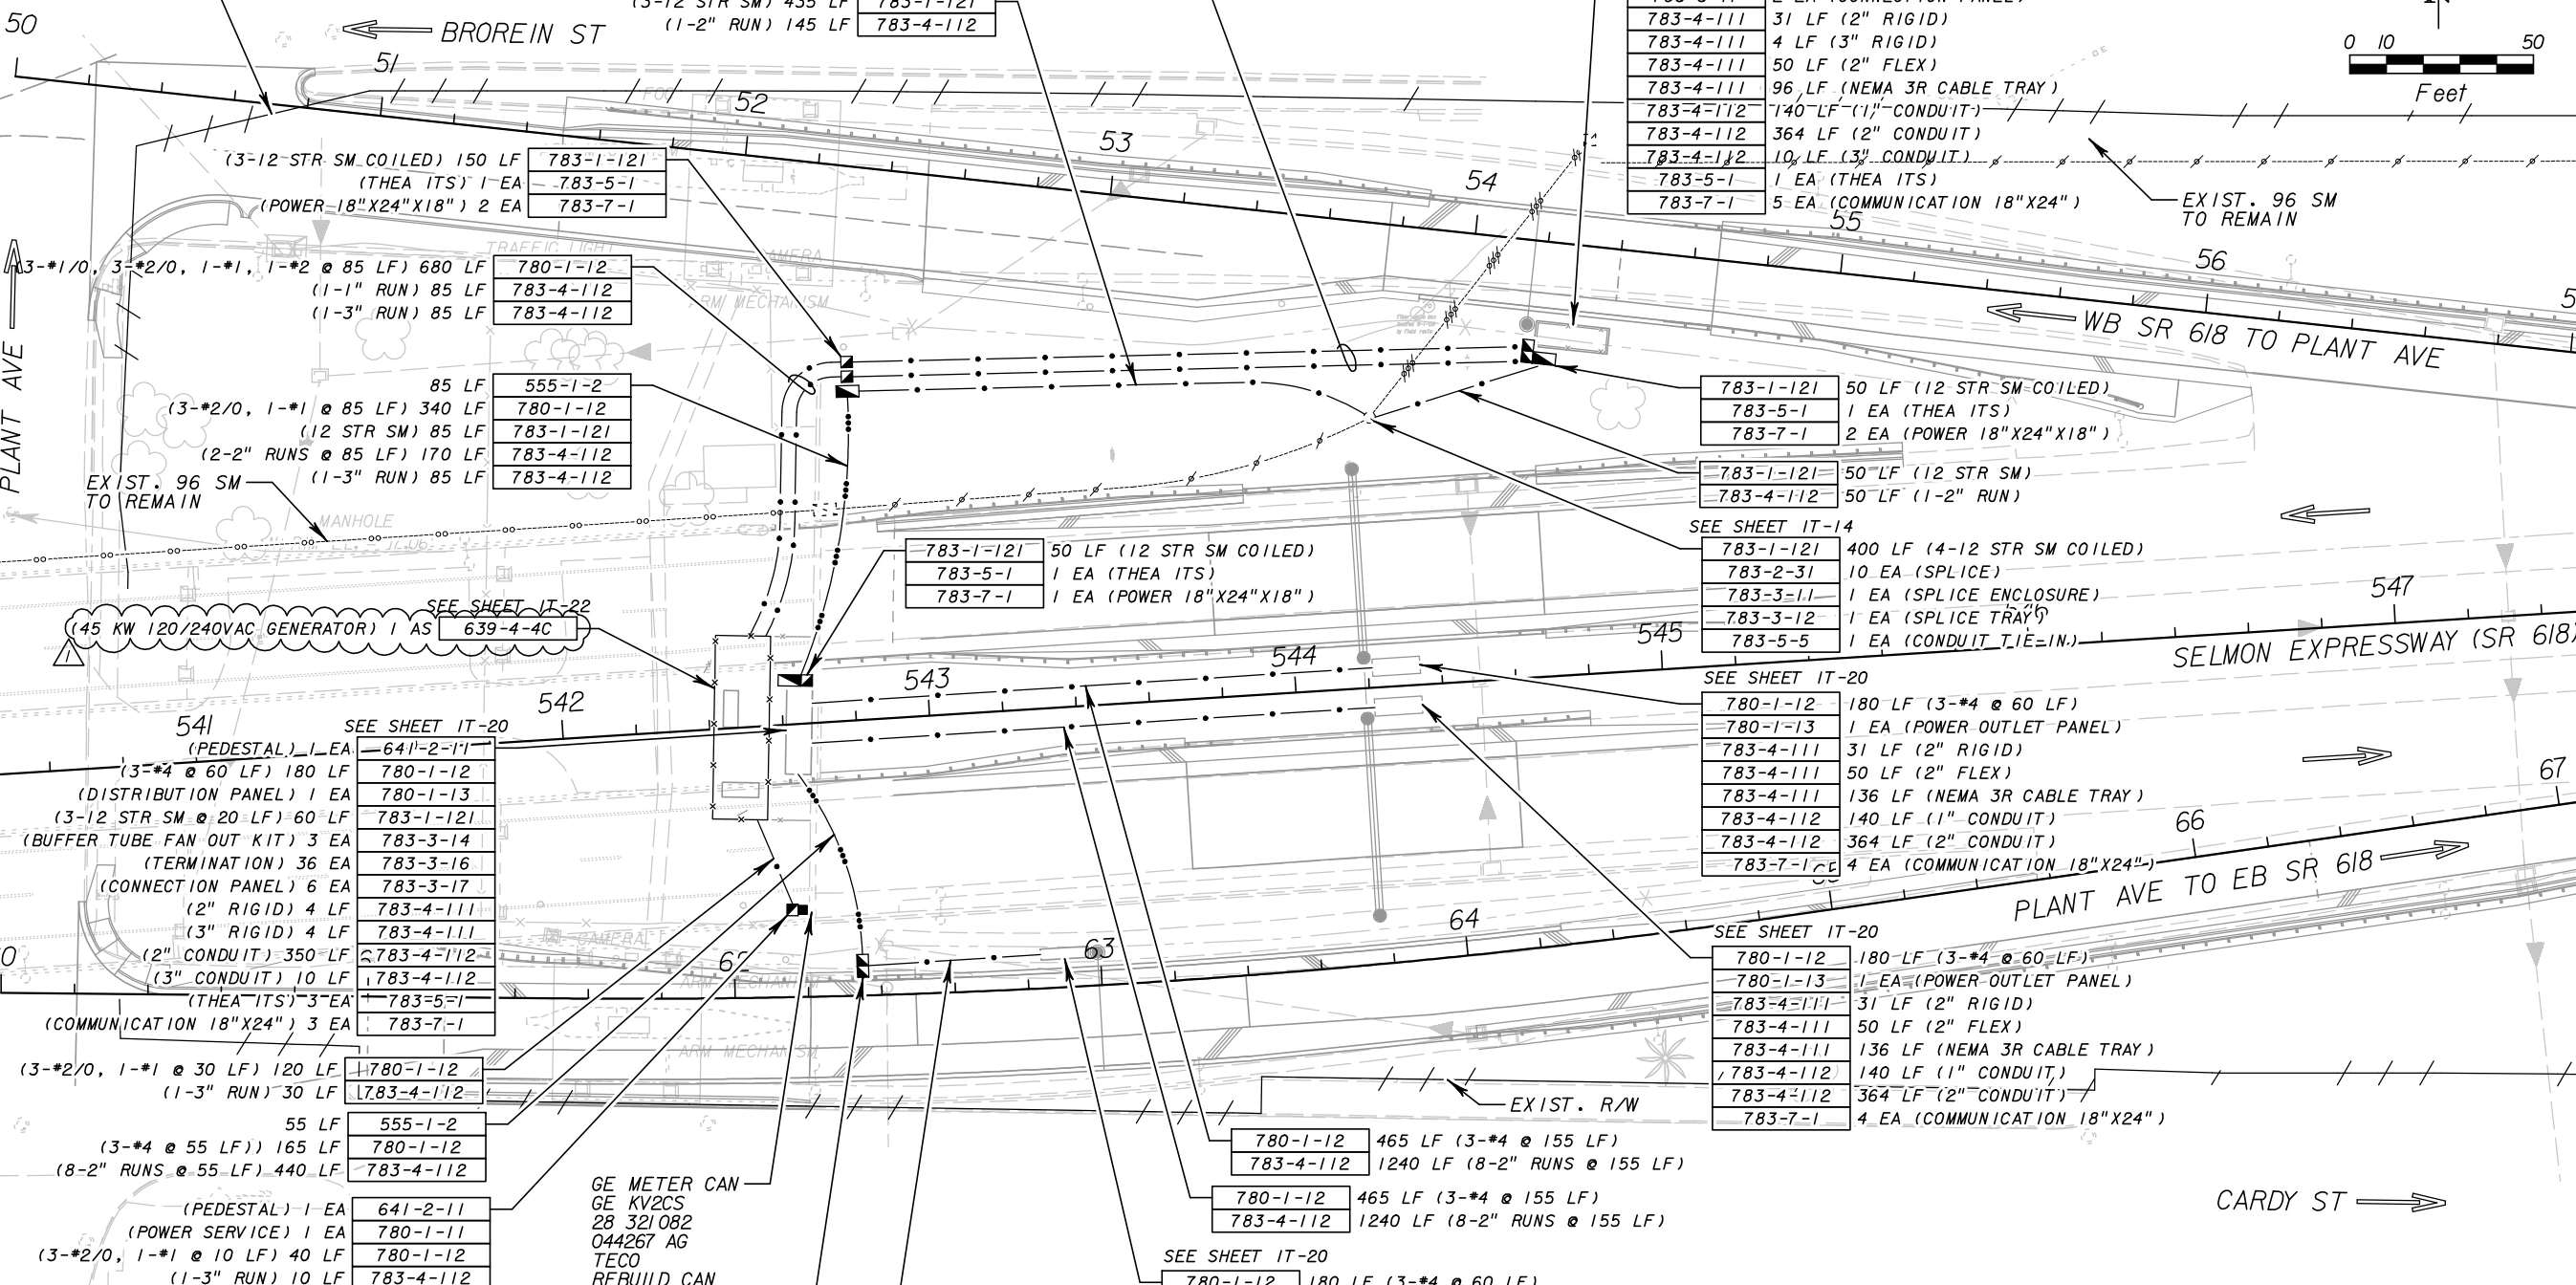 50
BROREIN ST
51
52
53
54
55
56
(3-12 STR SM) 435 LF 783-1-121
(1-2" RUN) 145 LF 783-4-112
783-4-111 31 LF (2" RIGID)
783-4-111 4 LF (3" RIGID)
783-4-111 50 LF (2" FLEX)
783-4-111 96 LF (NEMA 3R CABLE TRAY)
783-4-112 140 LF (1" CONDUIT)
783-4-112 364 LF (2" CONDUIT)
783-4-112 10 LF (3" CONDUIT)
783-5-1 1 EA (THEA ITS)
783-7-1 5 EA (COMMUNICATION 18"X24")
N
0 10 50
Feet
EXIST. 96 SM
TO REMAIN
(3-12 STR SM COILED) 150 LF 783-1-121
(THEA ITS) 1 EA 783-5-1
(POWER 18"X24"X18") 2 EA 783-7-1
TRAFFIC LIGHT
CAMERA
ARM MECHANISM
(3-#1/0, 3-#2/0, 1-#1, 1-#2 @ 85 LF) 680 LF 780-1-12
(1-1" RUN) 85 LF 783-4-112
(1-3" RUN) 85 LF 783-4-112
PLANT AVE
WB SR 618 TO PLANT AVE
85 LF 555-1-2
(3-#2/0, 1-#1 @ 85 LF) 340 LF 780-1-12
(12 STR SM) 85 LF 783-1-121
(2-2" RUNS @ 85 LF) 170 LF 783-4-112
(1-3" RUN) 85 LF 783-4-112
EXIST. 96 SM
TO REMAIN
MANHOLE
783-1-121 50 LF (12 STR SM COILED)
783-5-1 1 EA (THEA ITS)
783-7-1 2 EA (POWER 18"X24"X18")
783-1-121 50 LF (12 STR SM)
783-4-112 50 LF (1-2" RUN)
SEE SHEET IT-14
783-1-121 400 LF (4-12 STR SM COILED)
783-2-31 10 EA (SPLICE)
783-3-11 1 EA (SPLICE ENCLOSURE)
783-3-12 1 EA (SPLICE TRAY)
783-5-5 1 EA (CONDUIT TIE-IN)
783-1-121 50 LF (12 STR SM COILED)
783-5-1 1 EA (THEA ITS)
783-7-1 1 EA (POWER 18"X24"X18")
SEE SHEET IT-22
(45 KW 120/240VAC GENERATOR) 1 AS 639-4-4C
1
541
542
543
544
545
547
SELMON EXPRESSWAY (SR 618)
SEE SHEET IT-20
780-1-12 180 LF (3-#4 @ 60 LF)
780-1-13 1 EA (POWER OUTLET PANEL)
783-4-111 31 LF (2" RIGID)
783-4-111 50 LF (2" FLEX)
783-4-111 136 LF (NEMA 3R CABLE TRAY)
783-4-112 140 LF (1" CONDUIT)
783-4-112 364 LF (2" CONDUIT)
783-7-1 4 EA (COMMUNICATION 18"X24")
SEE SHEET IT-20
(PEDESTAL) 1 EA 641-2-11
(3-#4 @ 60 LF) 180 LF 780-1-12
(DISTRIBUTION PANEL) 1 EA 780-1-13
(3-12 STR SM @ 20 LF) 60 LF 783-1-121
(BUFFER TUBE FAN OUT KIT) 3 EA 783-3-14
(TERMINATION) 36 EA 783-3-16
(CONNECTION PANEL) 6 EA 783-3-17
(2" RIGID) 4 LF 783-4-111
(3" RIGID) 4 LF 783-4-111
(2" CONDUIT) 350 LF 783-4-112
(3" CONDUIT) 10 LF 783-4-112
(THEA ITS) 3 EA 783-5-1
(COMMUNICATION 18"X24") 3 EA 783-7-1
CAMERA
ARM MECHANISM
ARM MECHANISM
63
64
66
67
PLANT AVE TO EB SR 618
SEE SHEET IT-20
780-1-12 180 LF (3-#4 @ 60 LF)
780-1-13 1 EA (POWER OUTLET PANEL)
783-4-111 31 LF (2" RIGID)
783-4-111 50 LF (2" FLEX)
783-4-111 136 LF (NEMA 3R CABLE TRAY)
783-4-112 140 LF (1" CONDUIT)
783-4-112 364 LF (2" CONDUIT)
783-7-1 4 EA (COMMUNICATION 18"X24")
(3-#2/0, 1-#1 @ 30 LF) 120 LF 780-1-12
(1-3" RUN) 30 LF 783-4-112
55 LF 555-1-2
(3-#4 @ 55 LF)) 165 LF 780-1-12
(8-2" RUNS @ 55 LF) 440 LF 783-4-112
(PEDESTAL) 1 EA 641-2-11
(POWER SERVICE) 1 EA 780-1-11
(3-#2/0, 1-#1 @ 10 LF) 40 LF 780-1-12
(1-3" RUN) 10 LF 783-4-112
GE METER CAN
GE KV2CS
28 321 082
044267 AG
TECO
REBUILD CAN
EXIST. R/W
780-1-12 465 LF (3-#4 @ 155 LF)
783-4-112 1240 LF (8-2" RUNS @ 155 LF)
780-1-12 465 LF (3-#4 @ 155 LF)
783-4-112 1240 LF (8-2" RUNS @ 155 LF)
SEE SHEET IT-20
780-1-12 180 LF (3-#4 @ 60 LF)
CARDY ST